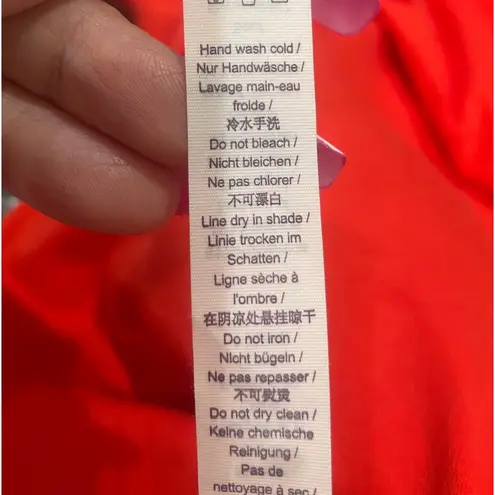 Hand wash cold /
Nur Handwäsche /
Lavage main-eau
froide /
冷水手洗
Do not bleach /
Nicht bleichen /
Ne pas chlorer /
不可漂白
Line dry in shade /
Linie trocken im
Schatten /
Ligne sèche à
l'ombre /
在阴凉处悬挂晾干
Do not iron /
Nicht bügeln /
Ne pas repasser /
不可熨烫
Do not dry clean /
Keine chemische
Reinigung /
Pas de
nettoyage à sec /